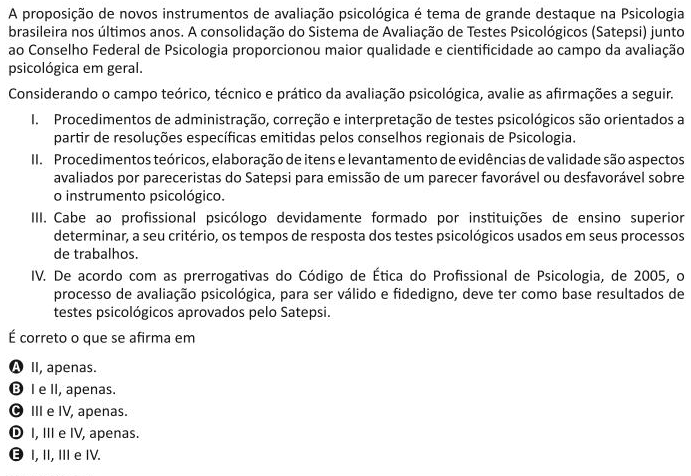 A proposição de novos instrumentos de avaliação psicológica é tema de grande destaque na Psicologia
brasileira nos últimos anos. A consolidação do Sistema de Avaliação de Testes Psicológicos (Satepsi) junto
ao Conselho Federal de Psicologia proporcionou maior qualidade e cientificidade ao campo da avaliação
psicológica em geral.
Considerando o campo teórico, técnico e prático da avaliação psicológica, avalie as afirmações a seguir.
I. Procedimentos de administração, correção e interpretação de testes psicológicos são orientados a
partir de resoluções específicas emitidas pelos conselhos regionais de Psicologia.
II. Procedimentos teóricos, elaboração de itens e levantamento de evidências de validade são aspectos
avaliados por pareceristas do Satepsi para emissão de um parecer favorável ou desfavorável sobre
o instrumento psicológico.
III. Cabe ao profissional psicólogo devidamente formado por instituições de ensino superior
determinar, a seu critério, os tempos de resposta dos testes psicológicos usados em seus processos
de trabalhos.
IV. De acordo com as prerrogativas do Código de Ética do Profissional de Psicologia, de 2005, o
processo de avaliação psicológica, para ser válido e fidedigno, deve ter como base resultados de
testes psicológicos aprovados pelo Satepsi.
É correto o que se afirma em
A II, apenas.
B I e II, apenas.
C III e IV, apenas.
D I, III e IV, apenas.
E I, II, III e IV.